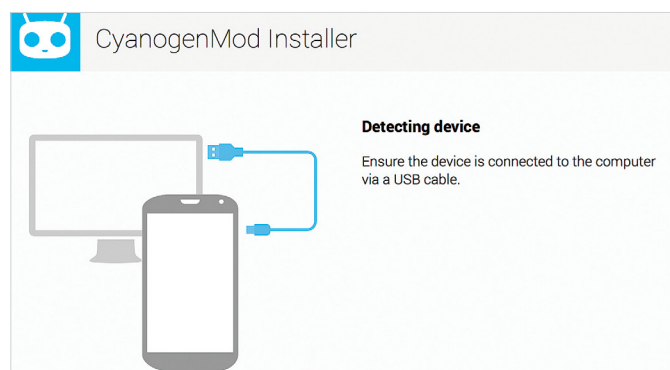 CyanogenMod Installer
Detecting device
Ensure the device is connected to the computer
via a USB cable.